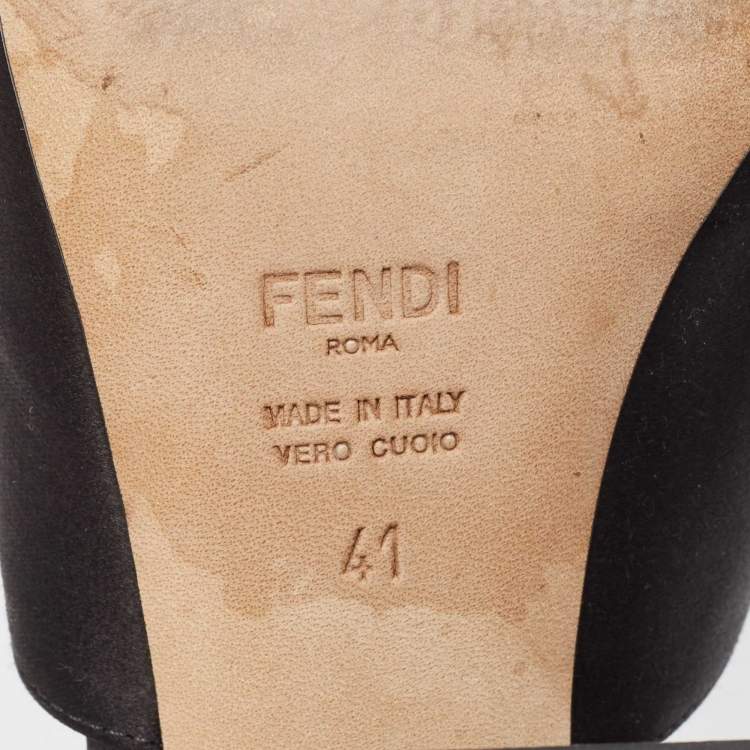 FENDI
ROMA
MADE IN ITALY
VERO CUOIO
41